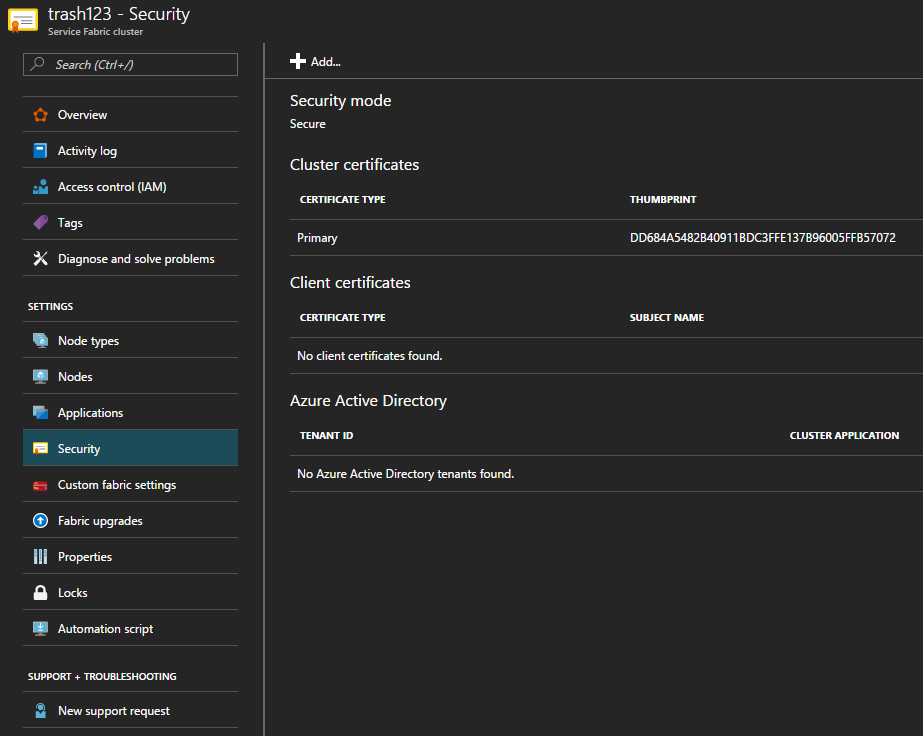 trash123 - Security
Service Fabric cluster
Search (Ctrl+/)
Overview
Activity log
Access control (IAM)
Tags
Diagnose and solve problems
SETTINGS
Node types
Nodes
Applications
Security
Custom fabric settings
Fabric upgrades
Properties
Locks
Automation script
SUPPORT + TROUBLESHOOTING
New support request
Add...
Security mode
Secure
Cluster certificates
CERTIFICATE TYPE THUMBPRINT
Primary DD684A5482B40911BDC3FFE137B96005FFB57072
Client certificates
CERTIFICATE TYPE SUBJECT NAME
No client certificates found.
Azure Active Directory
TENANT ID CLUSTER APPLICATION
No Azure Active Directory tenants found.